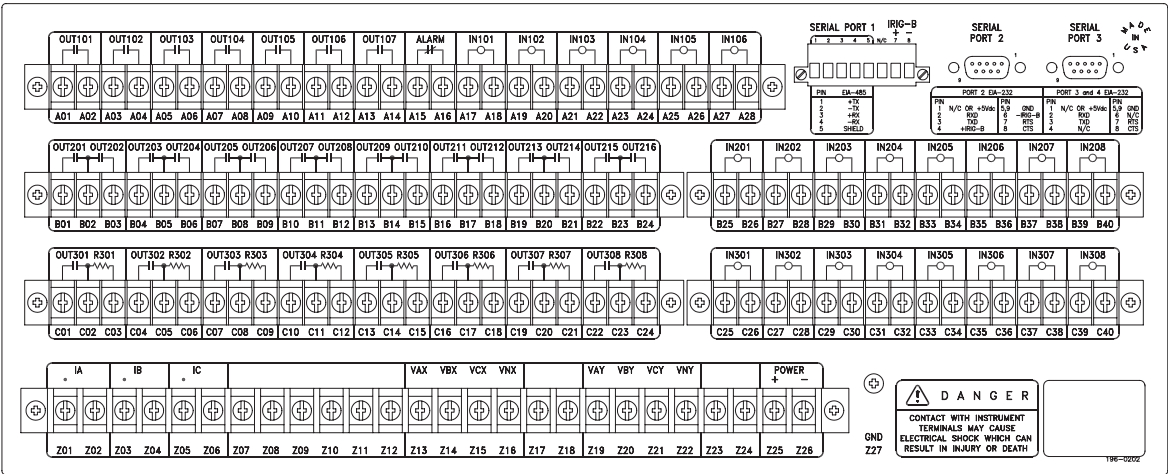 OUT101 OUT102 OUT103 OUT104 OUT105 OUT106 OUT107 ALARM IN101 IN102 IN103 IN104 IN105 IN106
A01 A02 A03 A04 A05 A06 A07 A08 A09 A10 A11 A12 A13 A14 A15 A16 A17 A18 A19 A20 A21 A22 A23 A24 A25 A26 A27 A28
SERIAL PORT 1 IRIG-B
+ -
1 2 3 4 5 N/C 7 8
PIN EIA-485
1 +TX
2 -TX
3 +RX
4 -RX
5 SHIELD
SERIAL
PORT 2
1
9
SERIAL
PORT 3
1
9
MADE
IN
USA
PORT 2 EIA-232
PIN PIN
1 N/C OR +5Vdc 5,9 GND
2 RXD 6 -IRIG-B
3 TXD 7 RTS
4 +IRIG-B 8 CTS
PORT 3 and 4 EIA-232
PIN PIN
1 N/C OR +5Vdc 5,9 GND
2 RXD 6 N/C
3 TXD 7 RTS
4 N/C 8 CTS
OUT201 OUT202 OUT203 OUT204 OUT205 OUT206 OUT207 OUT208 OUT209 OUT210 OUT211 OUT212 OUT213 OUT214 OUT215 OUT216
B01 B02 B03 B04 B05 B06 B07 B08 B09 B10 B11 B12 B13 B14 B15 B16 B17 B18 B19 B20 B21 B22 B23 B24
IN201 IN202 IN203 IN204 IN205 IN206 IN207 IN208
B25 B26 B27 B28 B29 B30 B31 B32 B33 B34 B35 B36 B37 B38 B39 B40
OUT301 R301 OUT302 R302 OUT303 R303 OUT304 R304 OUT305 R305 OUT306 R306 OUT307 R307 OUT308 R308
C01 C02 C03 C04 C05 C06 C07 C08 C09 C10 C11 C12 C13 C14 C15 C16 C17 C18 C19 C20 C21 C22 C23 C24
IN301 IN302 IN303 IN304 IN305 IN306 IN307 IN308
C25 C26 C27 C28 C29 C30 C31 C32 C33 C34 C35 C36 C37 C38 C39 C40
IA IB IC VAX VBX VCX VNX VAY VBY VCY VNY POWER
+ -
Z01 Z02 Z03 Z04 Z05 Z06 Z07 Z08 Z09 Z10 Z11 Z12 Z13 Z14 Z15 Z16 Z17 Z18 Z19 Z20 Z21 Z22 Z23 Z24 Z25 Z26
GND
Z27
DANGER
CONTACT WITH INSTRUMENT
TERMINALS MAY CAUSE
ELECTRICAL SHOCK WHICH CAN
RESULT IN INJURY OR DEATH
196-0202